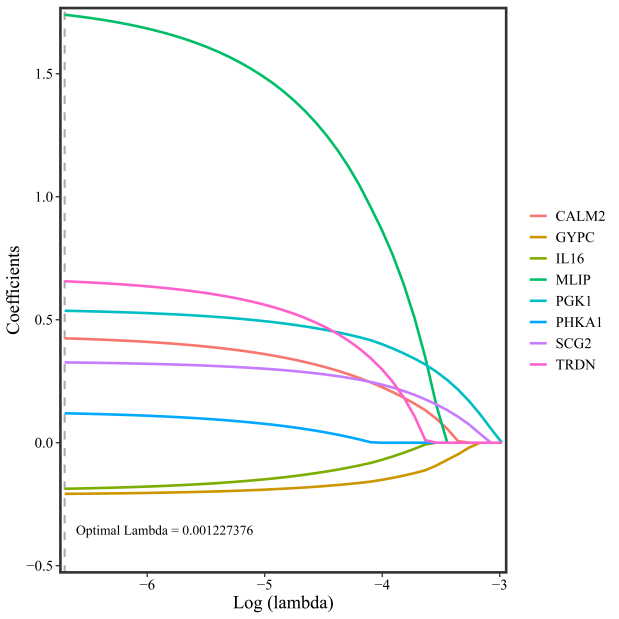 Coefficients
1.5
1.0
0.5
0.0
−0.5
Optimal Lambda = 0.001227376
−6
−5
−4
−3
Log (lambda)
CALM2
GYPC
IL16
MLIP
PGK1
PHKA1
SCG2
TRDN